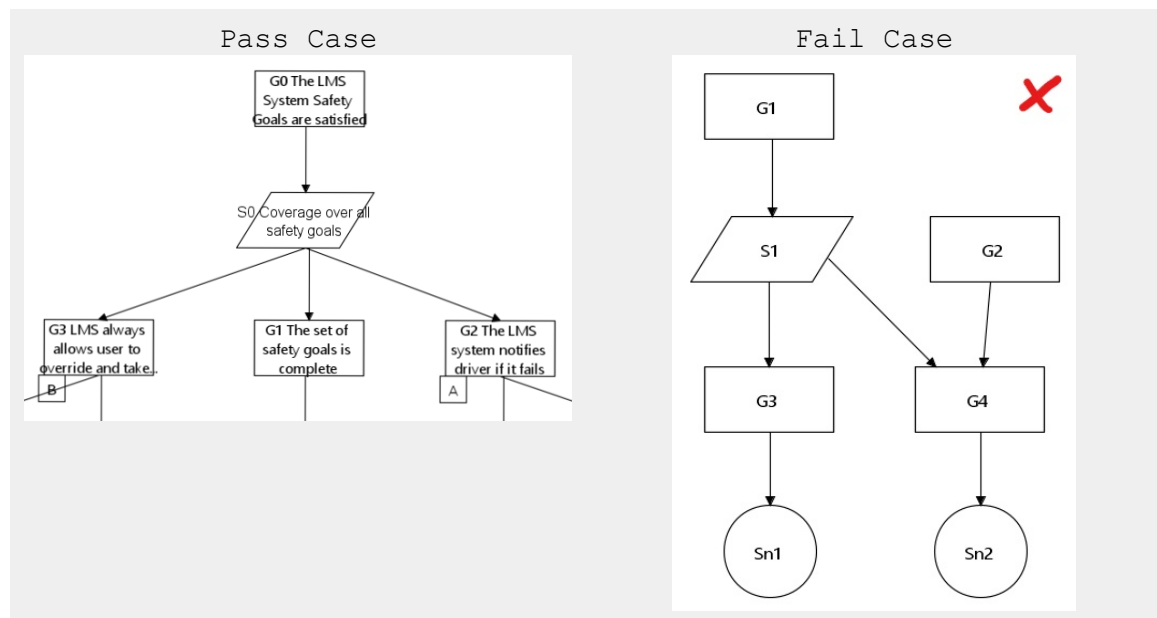 Pass Case
G0 The LMS
System Safety
Goals are satisfied
S0 Coverage over all
safety goals
G3 LMS always
allows user to
override and take..
B
G1 The set of
safety goals is
complete
G2 The LMS
system notifies
driver if it fails
A
Fail Case
G1
S1
G2
G3
G4
Sn1
Sn2